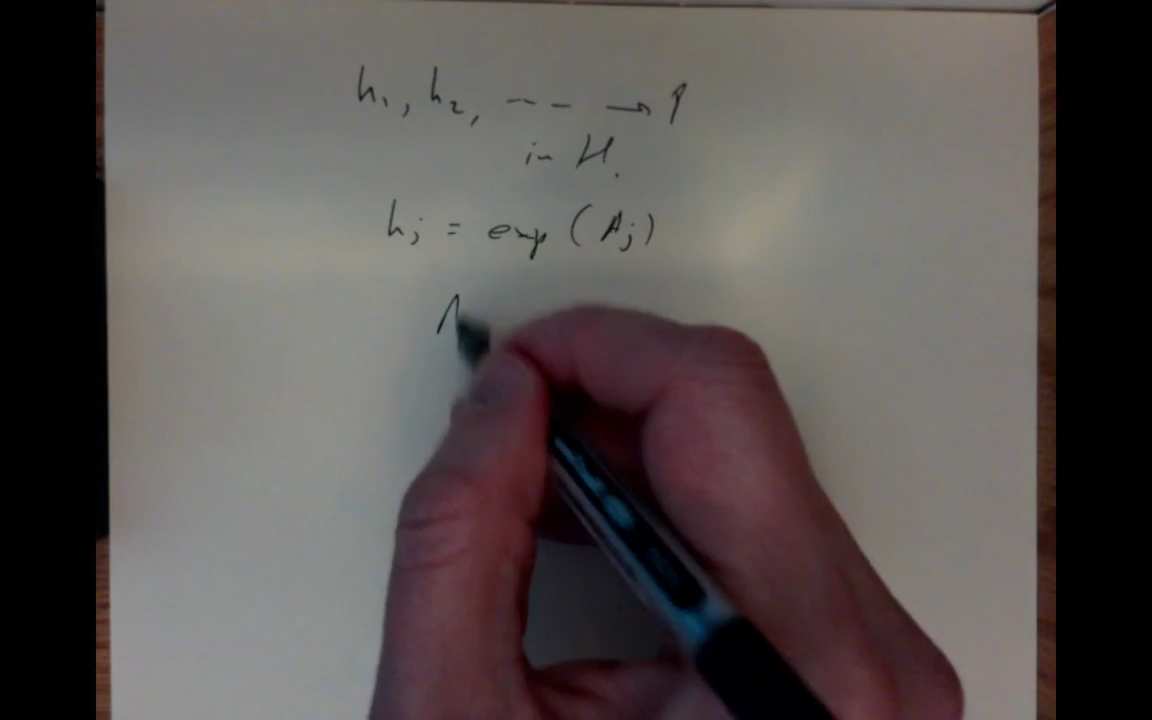 h₁, h₂, --- → 1
in H.
hⱼ = exp (Aⱼ)